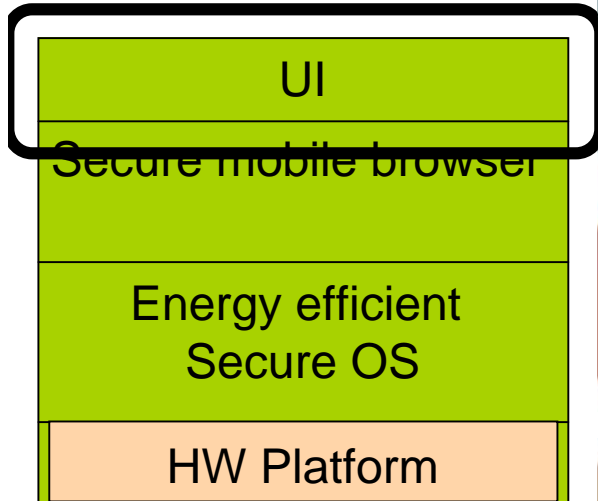 UI
Secure mobile browser
Energy efficient
Secure OS
HW Platform